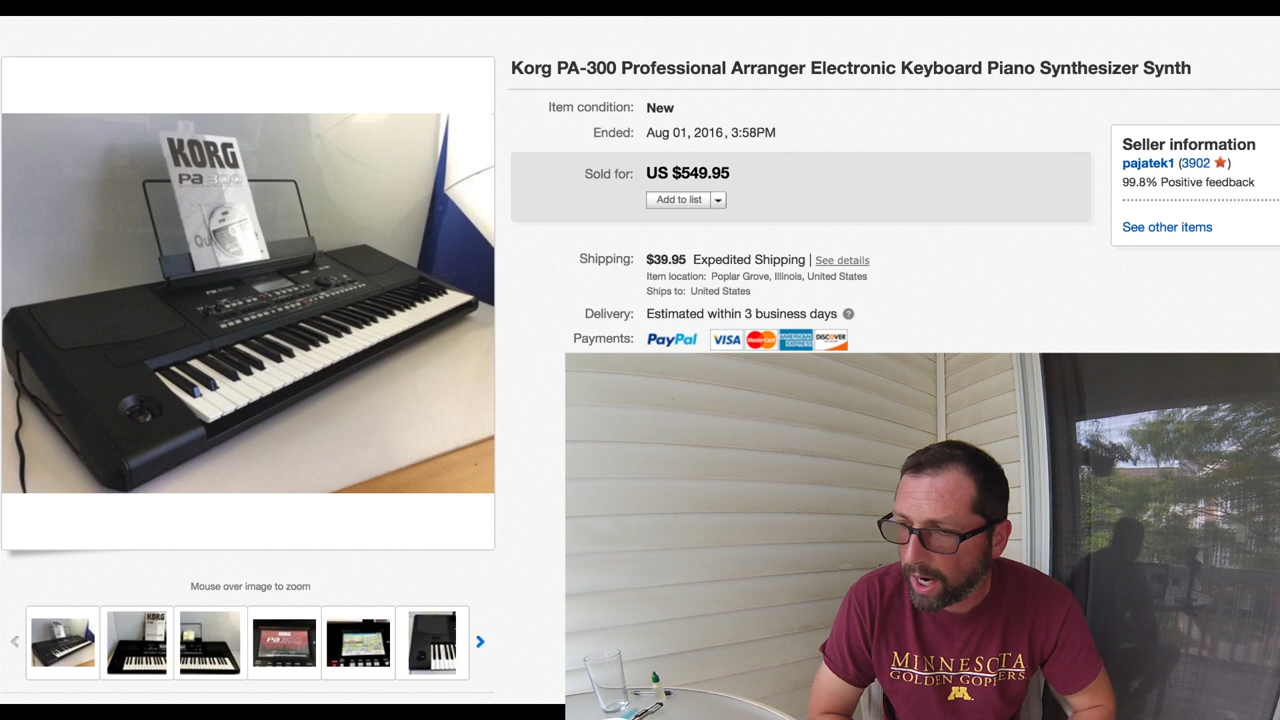 Korg PA-300 Professional Arranger Electronic Keyboard Piano Synthesizer Synth
Item condition: New
Ended: Aug 01, 2016 , 3:58PM
Sold for: US $549.95
Add to list
Shipping: $39.95 Expedited Shipping | See details
Item location: Poplar Grove, Illinois, United States
Ships to: United States
Delivery: Estimated within 3 business days ?
Payments: PayPal VISA MasterCard AMERICAN EXPRESS DISCOVER
Seller information
pajatek1 (3902 )
99.8% Positive feedback
See other items
KORG
Pa 300
Mouse over image to zoom
KORG
MINNESOTA
GOLDEN GOPHERS
M